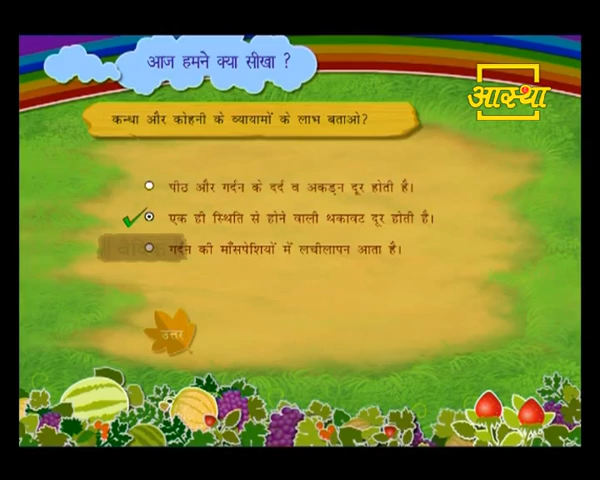 आज हमने क्या सीखा ?
आस्था
कन्धा और कोहनी के व्यायामों के लाभ बताओ?
पीठ और गर्दन के दर्द व अकड़न दूर होती है।
एक ही स्थिति से होने वाली थकावट दूर होती है।
गर्दन की माँसपेशियों में लचीलापन आता है।
उत्तर